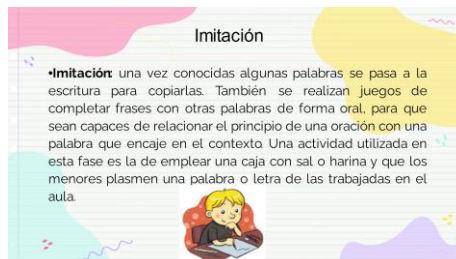 Imitación
•Imitación: una vez conocidas algunas palabras se pasa a la
escritura para copiarlas. También se realizan juegos de
completar frases con otras palabras de forma oral, para que
sean capaces de relacionar el principio de una oración con una
palabra que encaje en el contexto. Una actividad utilizada en
esta fase es la de emplear una caja con sal o harina y que los
menores plasmen una palabra o letra de las trabajadas en el
aula.